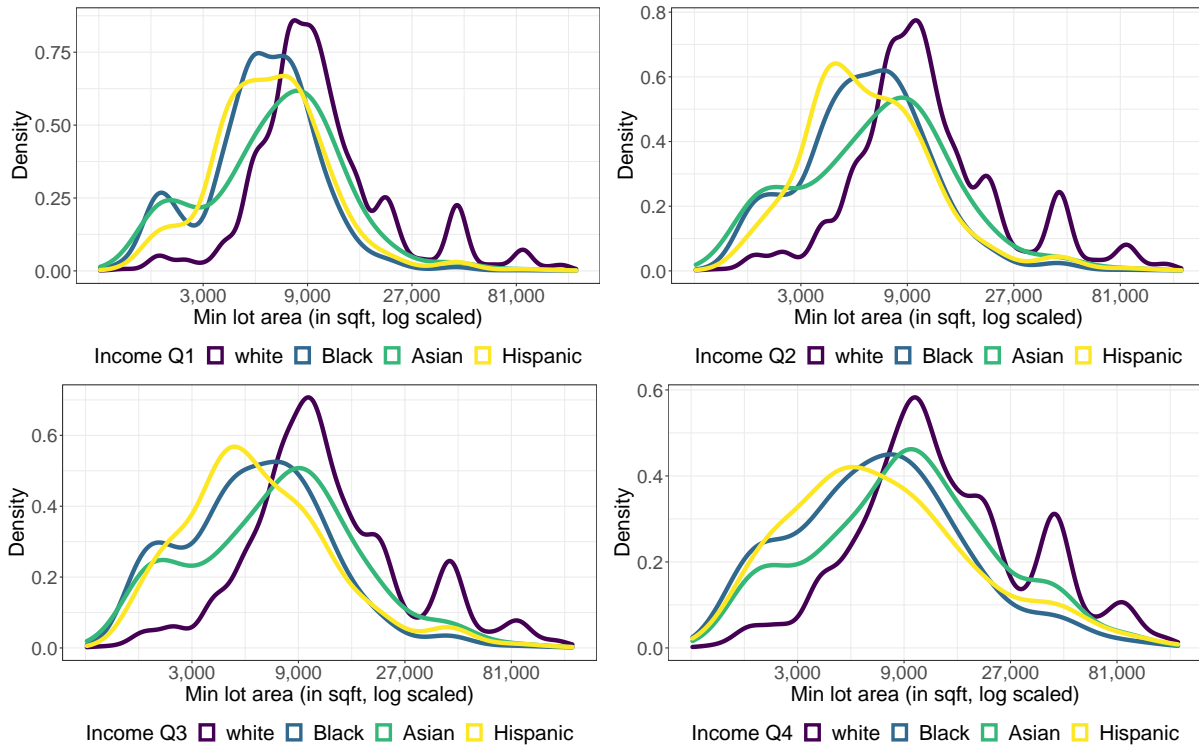 0.75
0.50
0.25
0.00
Density
3,000 9,000 27,000 81,000
Min lot area (in sqft, log scaled)
Income Q1 white Black Asian Hispanic
0.8
0.6
0.4
0.2
0.0
Density
3,000 9,000 27,000 81,000
Min lot area (in sqft, log scaled)
Income Q2 white Black Asian Hispanic
0.6
0.4
0.2
0.0
Density
3,000 9,000 27,000 81,000
Min lot area (in sqft, log scaled)
Income Q3 white Black Asian Hispanic
0.6
0.4
0.2
0.0
Density
3,000 9,000 27,000 81,000
Min lot area (in sqft, log scaled)
Income Q4 white Black Asian Hispanic